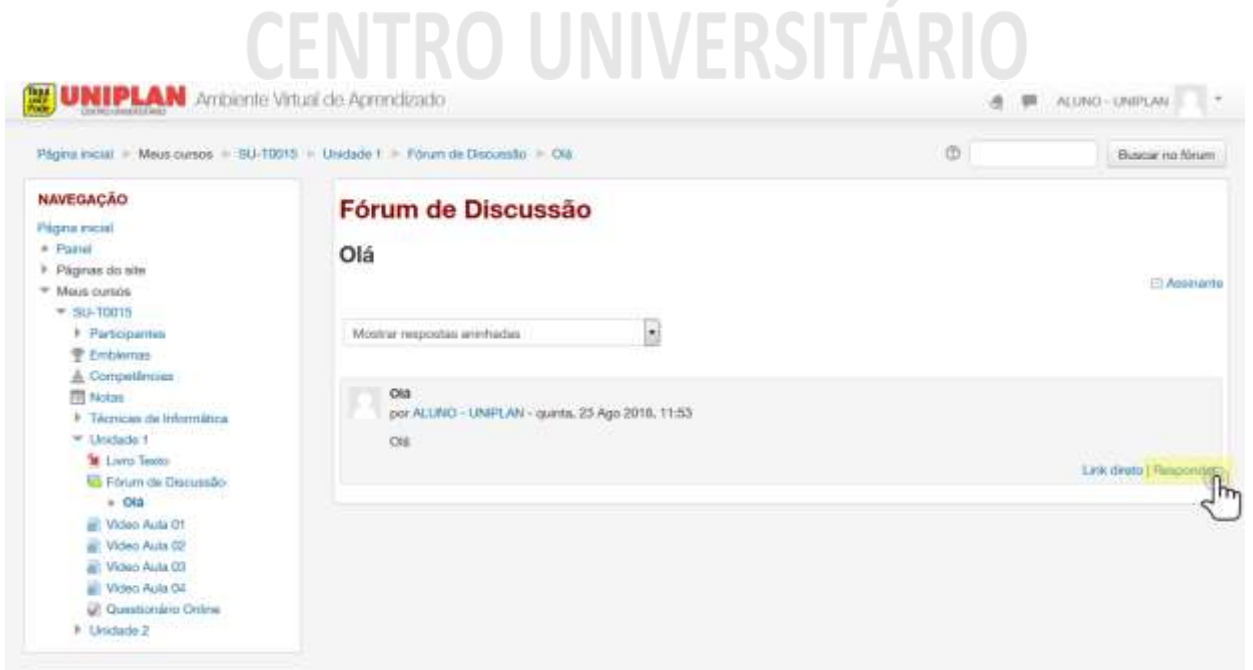 CENTRO UNIVERSITÁRIO
UNIPLAN Ambiente Virtual de Aprendizado
ALUNO - UNIPLAN
Página inicial Meus cursos SU-T0015 Unidade 1 Fórum de Discussão Olá
Buscar no fórum
NAVEGAÇÃO
Página inicial
Painel
Páginas do site
Meus cursos
SU-T0015
Participantes
Emblemas
Competências
Notas
Técnicas de Informática
Unidade 1
Livro Texto
Fórum de Discussão
Olá
Vídeo Aula 01
Vídeo Aula 02
Vídeo Aula 03
Vídeo Aula 04
Questionário Online
Unidade 2
Fórum de Discussão
Olá
Assinante
Mostrar respostas aninhadas
Olá
por ALUNO - UNIPLAN - quinta, 23 Ago 2018, 11:53
Olá
Link direto | Responder